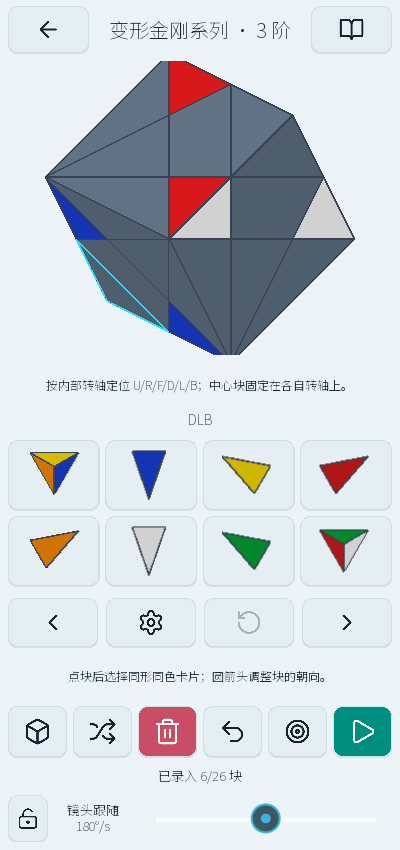 变形金刚系列 · 3 阶
按内部转轴定位 U/R/F/D/L/B；中心块固定在各自转轴上。
DLB
点块后选择同形同色卡片；圆箭头调整块的朝向。
已录入 6/26 块
镜头跟随
180°/s